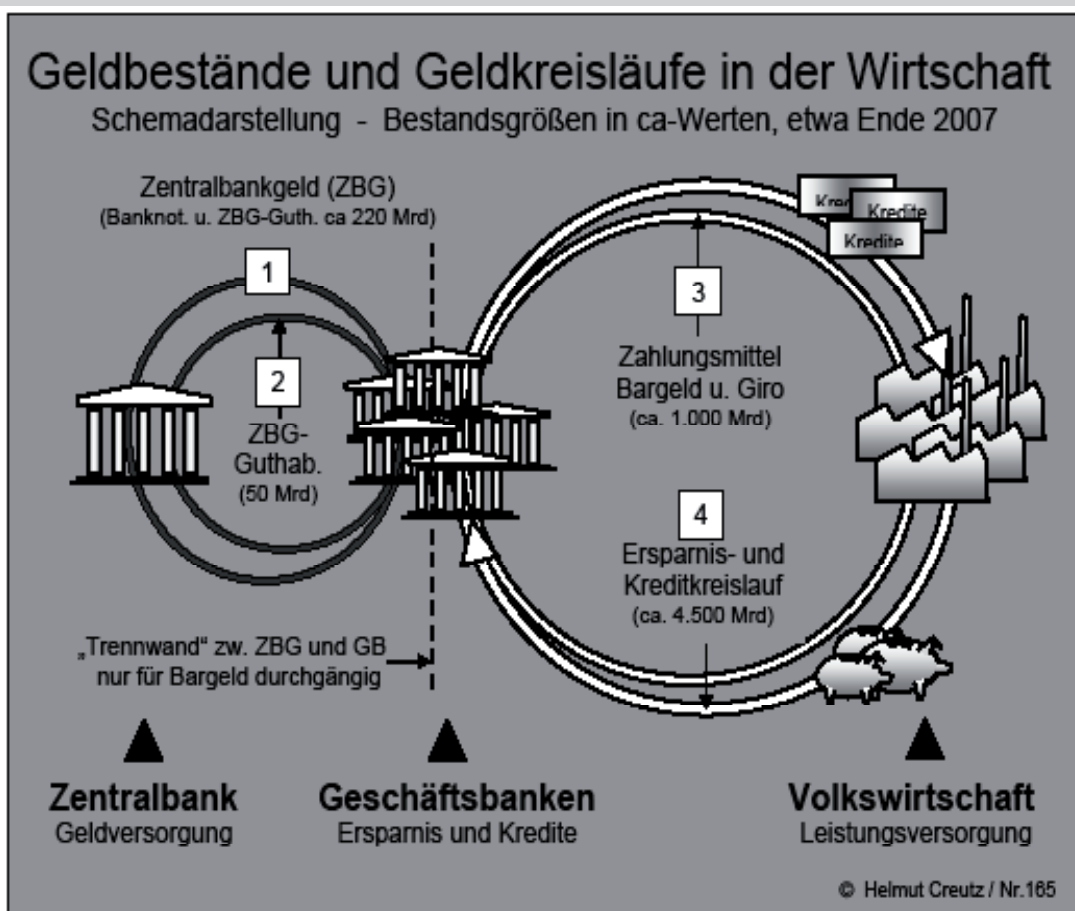 Geldbestände und Geldkreisläufe in der Wirtschaft
Schemadarstellung - Bestandsgrößen in ca-Werten, etwa Ende 2007
Zentralbankgeld (ZBG)
(Banknot. u. ZBG-Guth. ca 220 Mrd)
1
2
ZBG-
Guthab.
(50 Mrd)
Kredite
Kredite
3
Zahlungsmittel
Bargeld u. Giro
(ca. 1.000 Mrd)
4
Ersparnis- und
Kreditkreislauf
(ca. 4.500 Mrd)
„Trennwand“ zw. ZBG und GB
nur für Bargeld durchgängig
Zentralbank
Geldversorgung
Geschäftsbanken
Ersparnis und Kredite
Volkswirtschaft
Leistungsversorgung
© Helmut Creutz / Nr.165